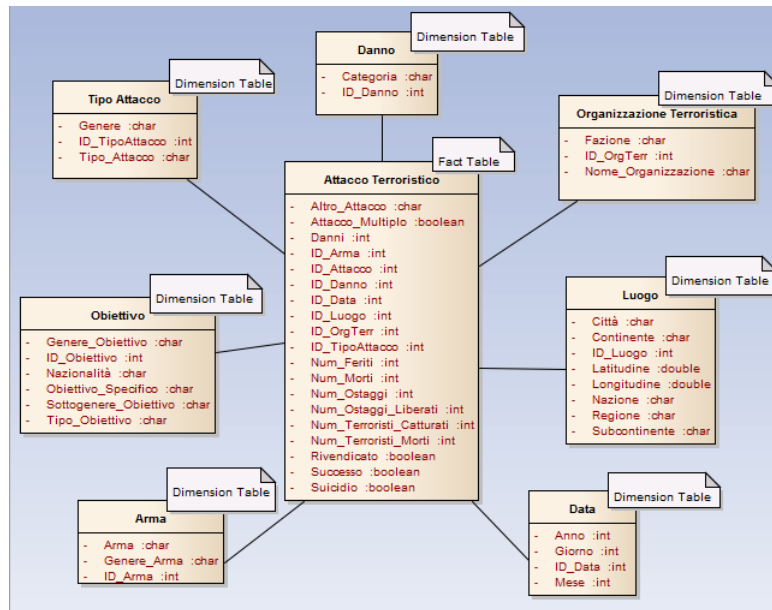 Danno
Dimension Table
- Categoria :char
- ID_Danno :int
Tipo Attacco
Dimension Table
- Genere :char
- ID_TipoAttacco :int
- Tipo_Attacco :char
Organizzazione Terroristica
Dimension Table
- Fazione :char
- ID_OrgTerr :int
- Nome_Organizzazione :char
Attacco Terroristico
Fact Table
- Altro_Attacco :char
- Attacco_Multiplo :boolean
- Danni :int
- ID_Arma :int
- ID_Attacco :int
- ID_Danno :int
- ID_Data :int
- ID_Luogo :int
- ID_OrgTerr :int
- ID_TipoAttacco :int
- Num_Feriti :int
- Num_Morti :int
- Num_Ostaggi :int
- Num_Ostaggi_Liberati :int
- Num_Terroristi_Catturati :int
- Num_Terroristi_Morti :int
- Rivendicato :boolean
- Successo :boolean
- Suicidio :boolean
Obiettivo
Dimension Table
- Genere_Obiettivo :char
- ID_Obiettivo :int
- Nazionalità :char
- Obiettivo_Specifico :char
- Sottogenere_Obiettivo :char
- Tipo_Obiettivo :char
Luogo
Dimension Table
- Città :char
- Continente :char
- ID_Luogo :int
- Latitudine :double
- Longitudine :double
- Nazione :char
- Regione :char
- Subcontinente :char
Arma
Dimension Table
- Arma :char
- Genere_Arma :char
- ID_Arma :int
Data
Dimension Table
- Anno :int
- Giorno :int
- ID_Data :int
- Mese :int